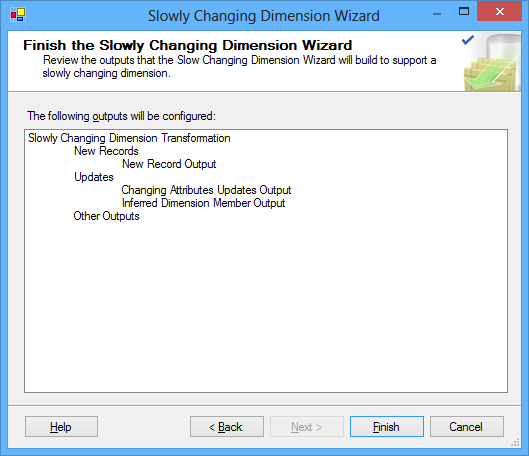 Slowly Changing Dimension Wizard
Finish the Slowly Changing Dimension Wizard
Review the outputs that the Slow Changing Dimension Wizard will build to support a
slowly changing dimension.
The following outputs will be configured:
Slowly Changing Dimension Transformation
New Records
New Record Output
Updates
Changing Attributes Updates Output
Inferred Dimension Member Output
Other Outputs
Help
< Back
Next >
Finish
Cancel